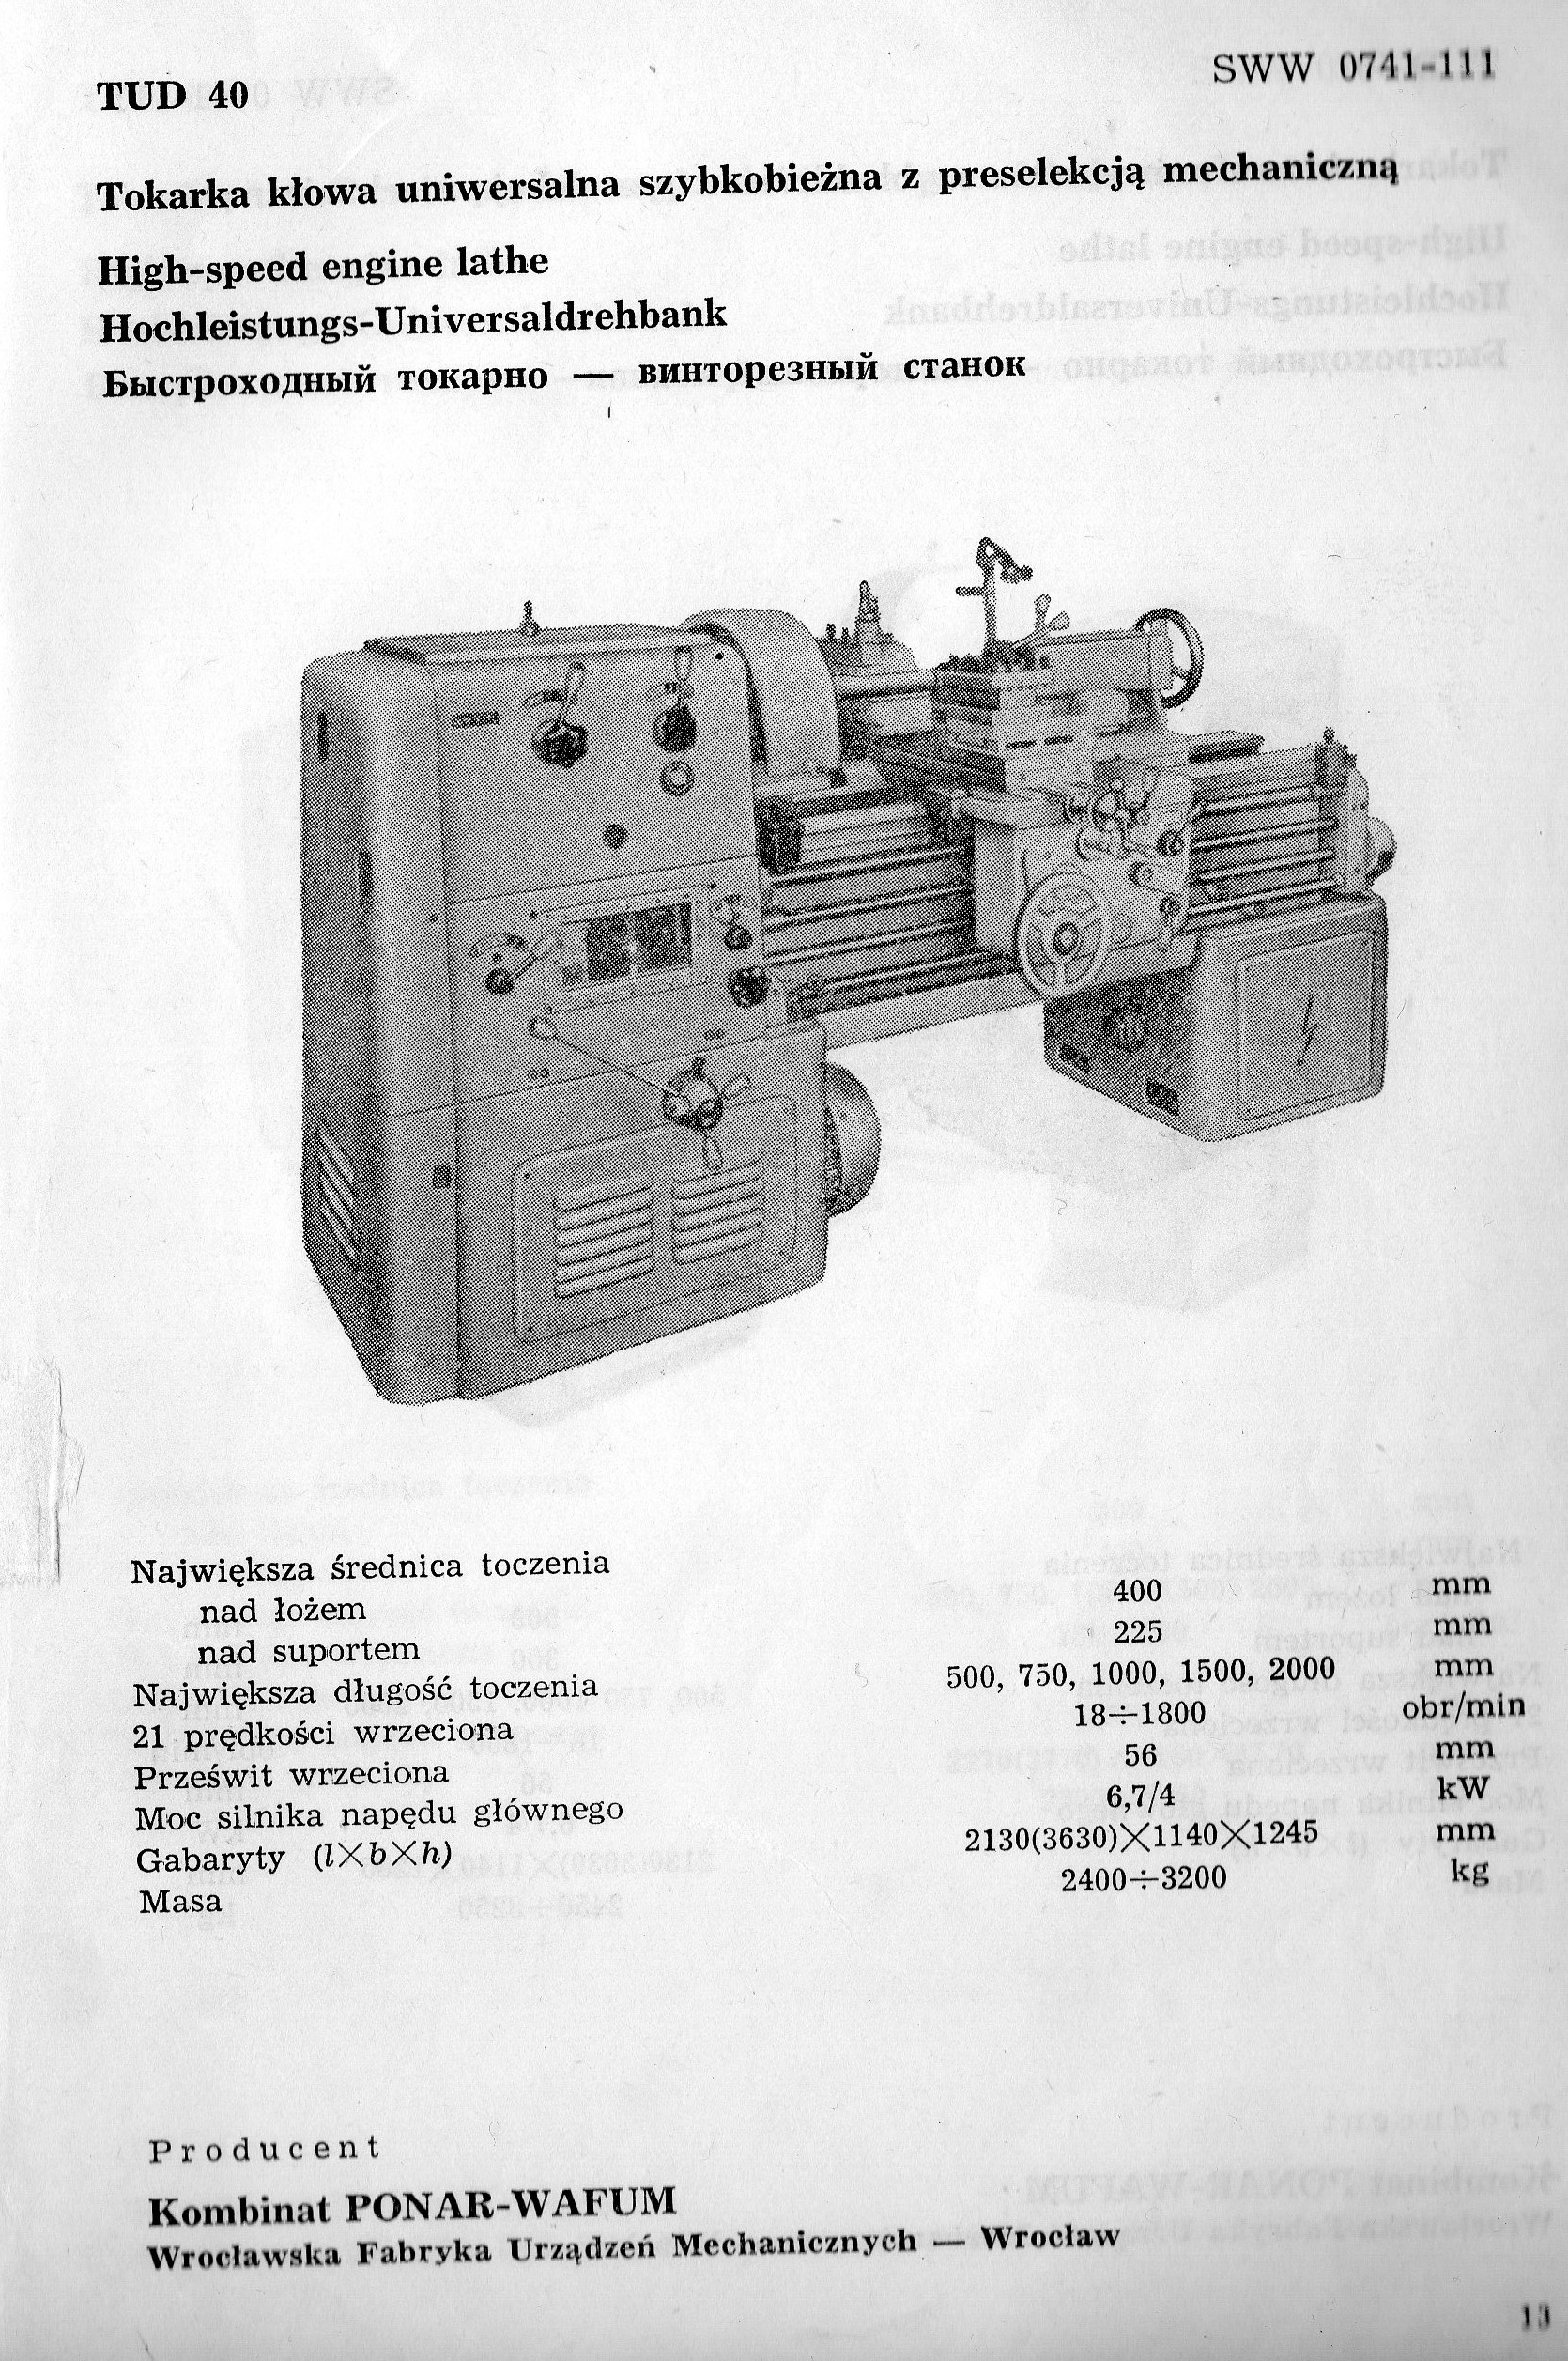 TUD 40
SWW 0741-111
Tokarka kłowa uniwersalna szybkobieżna z preselekcją mechaniczną
High-speed engine lathe
Hochleistungs-Universaldrehbank
Быстроходный токарно — винторезный станок
Największa średnica toczenia
nad łożem 400 mm
nad suportem 225 mm
Największa długość toczenia 500, 750, 1000, 1500, 2000 mm
21 prędkości wrzeciona 18÷1800 obr/min
Prześwit wrzeciona 56 mm
Moc silnika napędu głównego 6,7/4 kW
Gabaryty (l×b×h) 2130(3630)×1140×1245 mm
Masa 2400÷3200 kg
Producent
Kombinat PONAR-WAFUM
Wrocławska Fabryka Urządzeń Mechanicznych — Wrocław
13